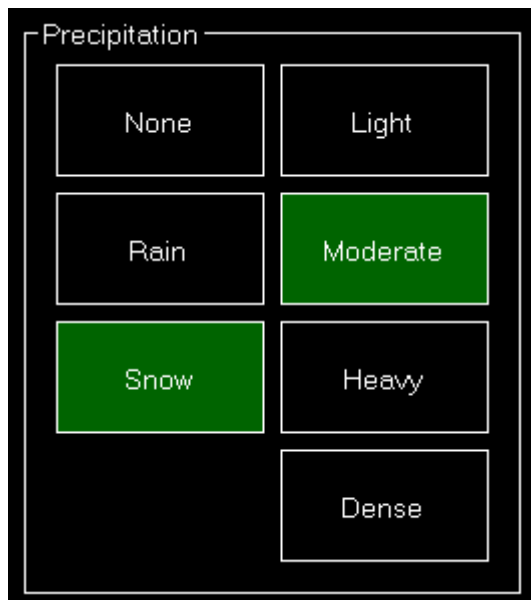 Precipitation
None Light
Rain Moderate
Snow Heavy
Dense